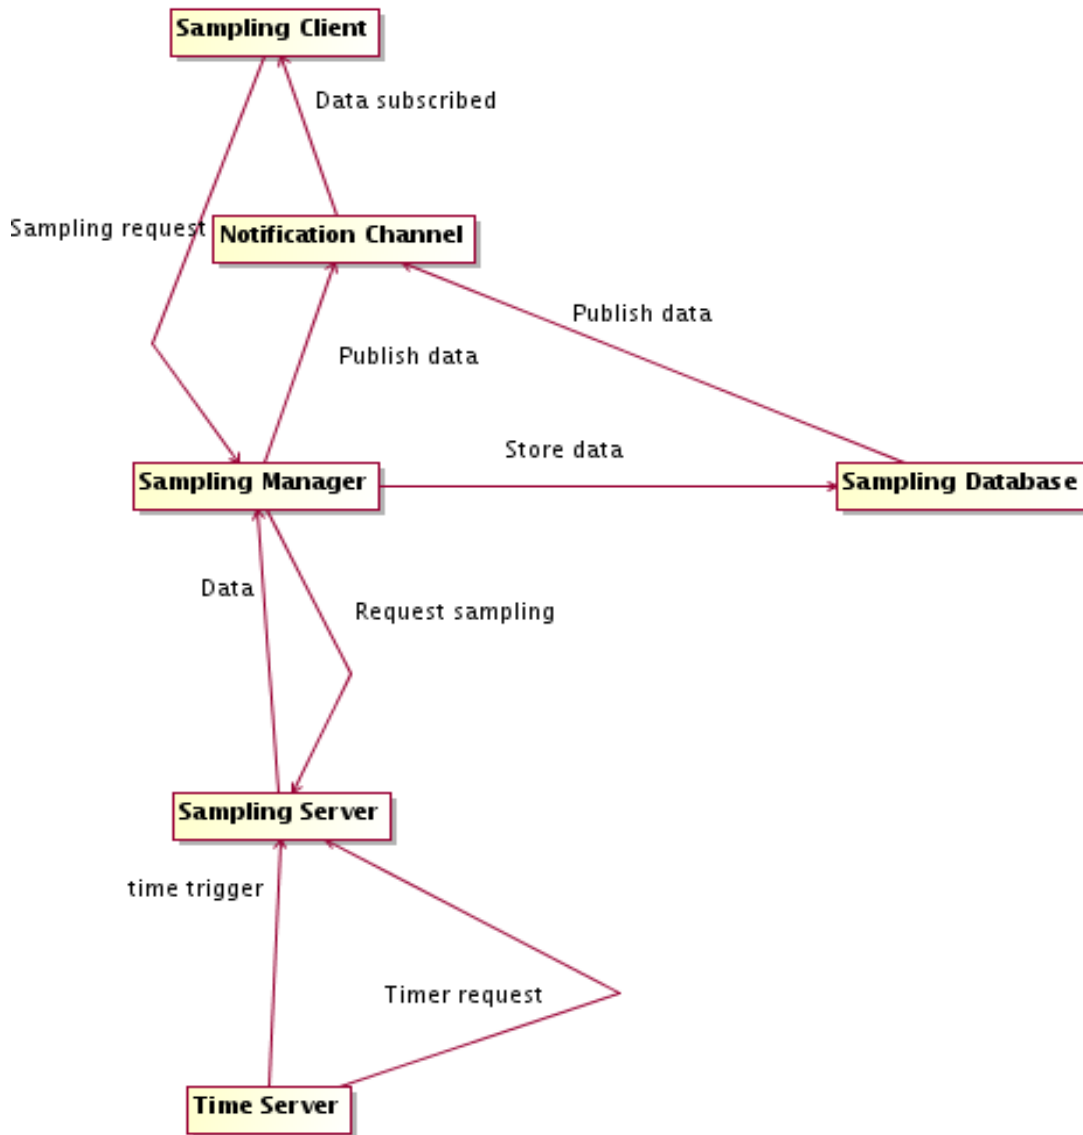 Sampling Client
Data subscribed
Sampling request
Notification Channel
Publish data
Publish data
Store data
Sampling Manager
Sampling Database
Data
Request sampling
Sampling Server
time trigger
Timer request
Time Server